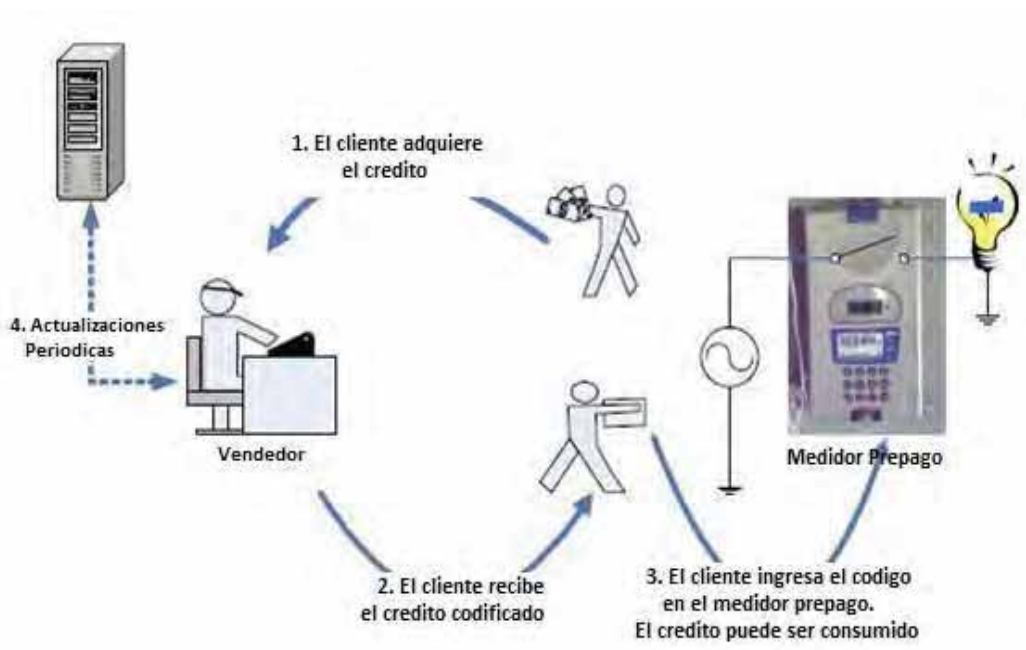 1. El cliente adquiere
el credito
4. Actualizaciones
Periodicas
Vendedor
Medidor Prepago
2. El cliente recibe
el credito codificado
3. El cliente ingresa el codigo
en el medidor prepago.
El credito puede ser consumido